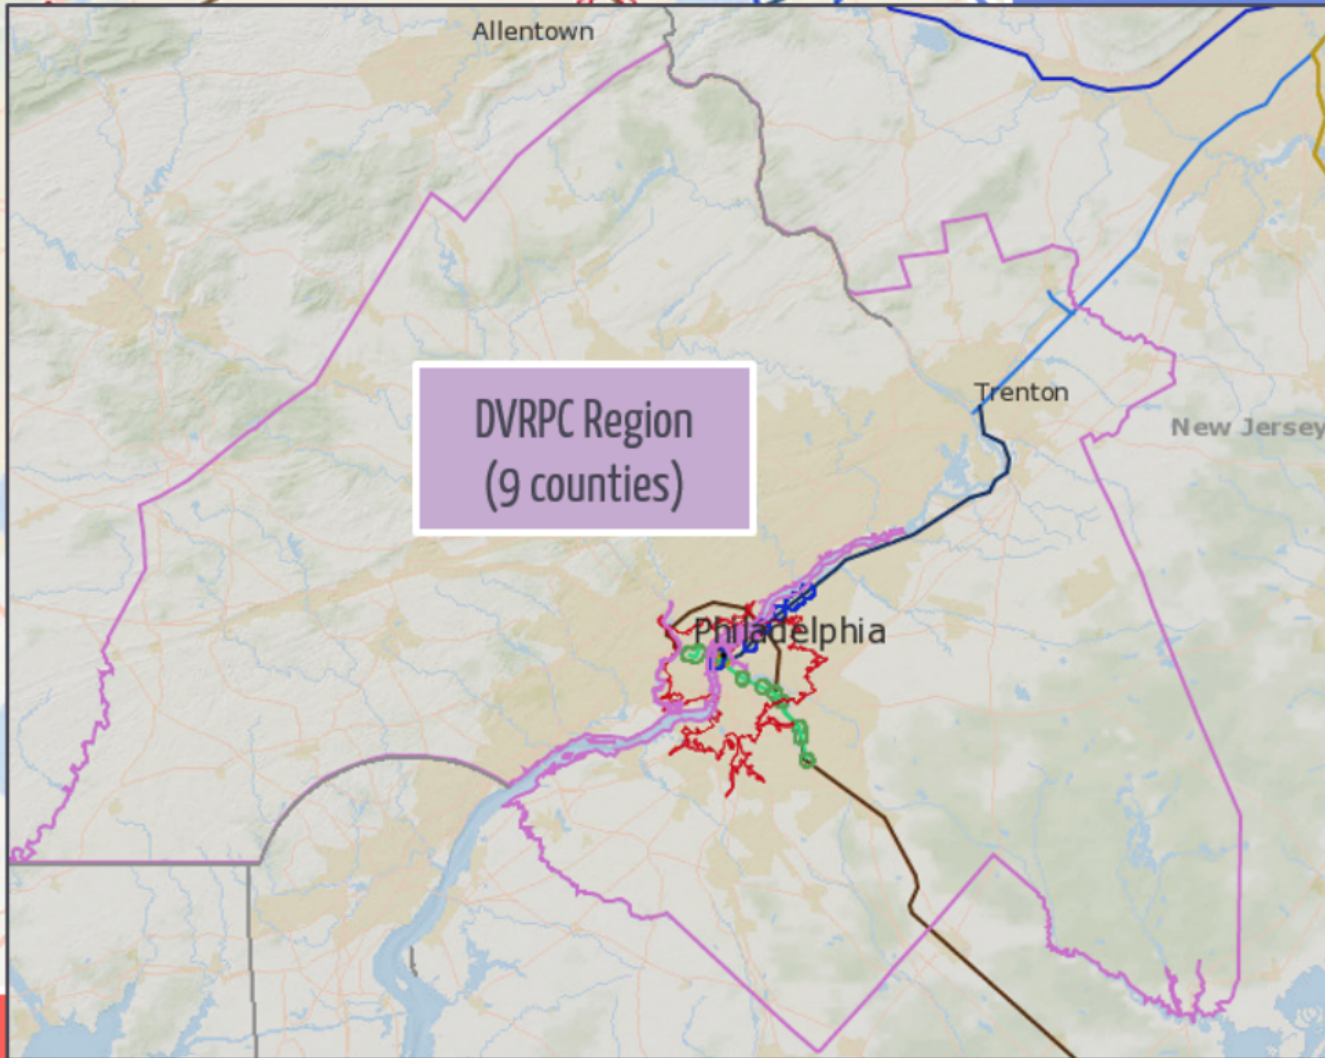 Allentown
DVRPC Region
(9 counties)
Trenton
New Jersey
Philadelphia